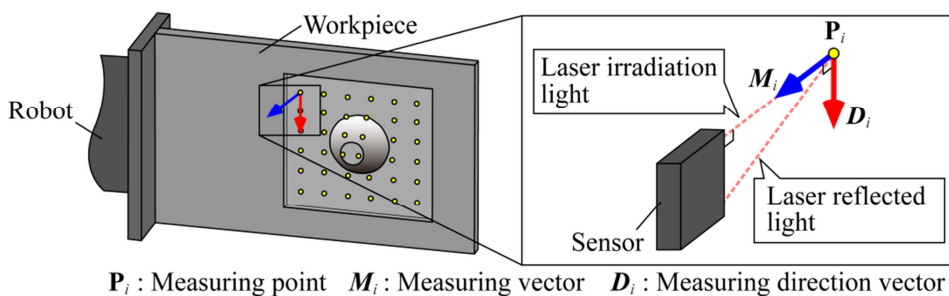 Workpiece
Robot
Laser irradiation
light
P_i
M_i
D_i
Laser reflected
light
Sensor
P_i : Measuring point M_i : Measuring vector D_i : Measuring direction vector